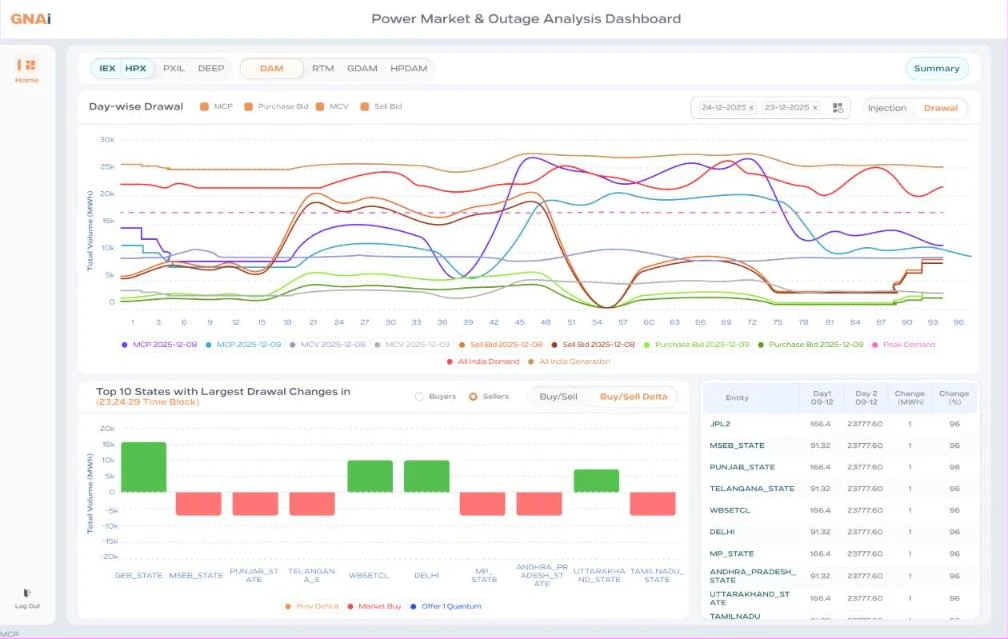 GNAi
Power Market & Outage Analysis Dashboard
Home
IEX HPX PXIL DEEP DAM RTM GDAM HPDAM Summary
Day-wise Drawal MCP Purchase Bid MCV Sell Bid 24-12-2025 × 23-12-2025 × Injection Drawal
Total Volume (MWh)
30k
25k
20k
15k
10k
5k
0
1 3 6 9 12 15 18 21 24 27 30 33 36 39 42 45 48 51 54 57 60 63 66 69 72 75 78 81 84 87 90 93 96
MCP 2025-12-08 MCP 2025-12-09 MCV 2025-12-08 MCV 2025-12-09 Sell Bid 2025-12-08 Sell Bid 2025-12-08 Purchase Bid 2025-12-09 Purchase Bid 2025-12-09 Peak Demand
All India Demand All India Generation
Top 10 States with Largest Drawal Changes in
(23,24,29 Time Block)
Buyers Sellers Buy/Sell Buy/Sell Delta
Total Volume (MWh)
20k
15k
10k
5k
0
-5k
-10k
-15k
-20k
GEB_STATE MSEB_STATE PUNJAB_ST
ATE TELANGAN
A_S WBSETCL DELHI MP_
STATE ANDHRA_PR
ADESH_ST
ATE UTTARAKHA
ND_STATE TAMILNADU_
STATE
Prev Deficit Market Buy Offer 1 Quantum
Entity Day1
09-12 Day 2
09-12 Change
(MWh) Change
(%)
JPL2 166.4 23777.60 1 96
MSEB_STATE 91.32 23777.60 1 96
PUNJAB_STATE 166.4 23777.60 1 96
TELANGANA_STATE 91.32 23777.60 1 96
WBSETCL 166.4 23777.60 1 96
DELHI 91.32 23777.60 1 96
MP_STATE 166.4 23777.60 1 96
ANDHRA_PRADESH_
STATE 91.32 23777.60 1 96
UTTARAKHAND_ST
ATE 166.4 23777.60 1 96
TAMILNADU
Log Out
MCP